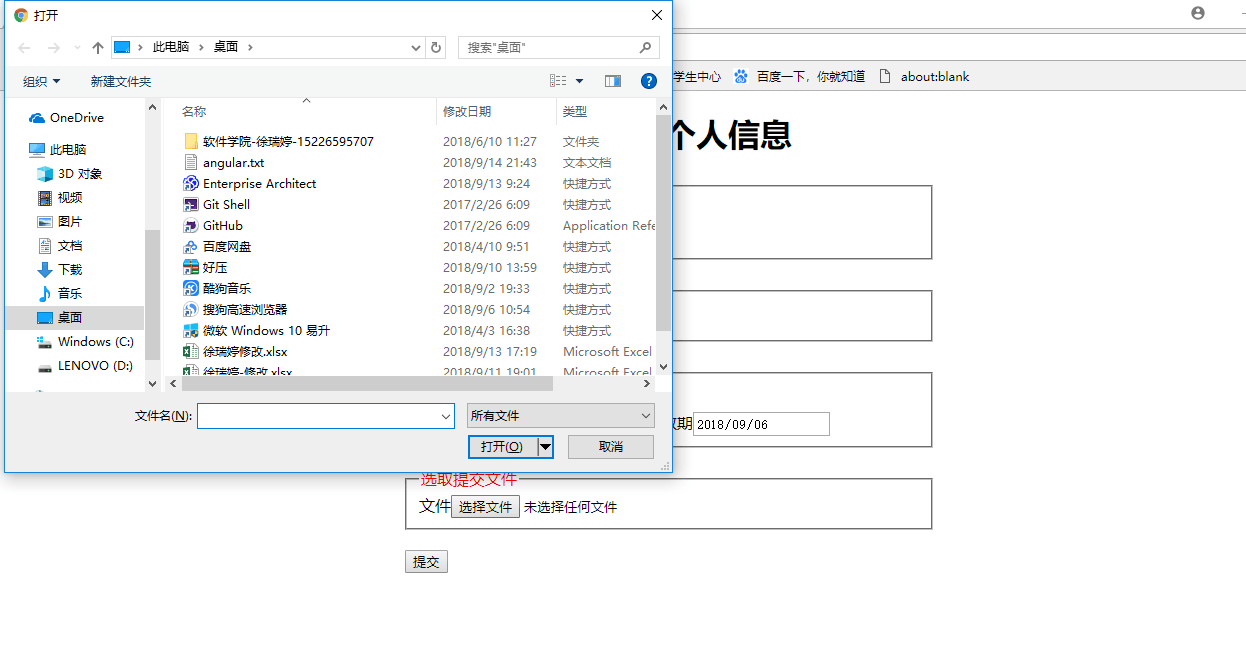 打开
此电脑 桌面
搜索"桌面"
组织 新建文件夹
学生中心 百度一下，你就知道 about:blank
个人信息
OneDrive
此电脑
3D 对象
视频
图片
文档
下载
音乐
桌面
Windows (C:)
LENOVO (D:)
名称 修改日期 类型
软件学院-徐瑞婷-15226595707 2018/6/10 11:27 文件夹
angular.txt 2018/9/14 21:43 文本文档
Enterprise Architect 2018/9/13 9:24 快捷方式
Git Shell 2017/2/26 6:09 快捷方式
GitHub 2017/2/26 6:09 Application Refe
百度网盘 2018/4/10 9:51 快捷方式
好压 2018/9/10 13:59 快捷方式
酷狗音乐 2018/9/2 19:33 快捷方式
搜狗高速浏览器 2018/9/6 10:54 快捷方式
微软 Windows 10 易升 2018/4/3 16:38 快捷方式
徐瑞婷修改.xlsx 2018/9/13 17:19 Microsoft Excel
徐瑞婷-修改.xlsx 2018/9/11 19:01 Microsoft Excel
文件名(N): 所有文件
打开(O) 取消
期 2018/09/06
选取提交文件
文件 选择文件 未选择任何文件
提交